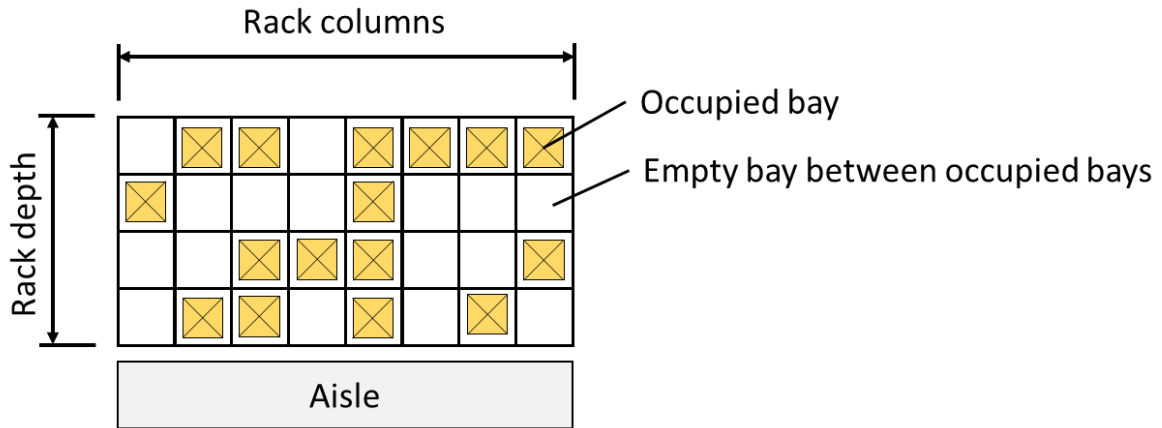 Rack columns
Occupied bay
Empty bay between occupied bays
Rack depth
Aisle